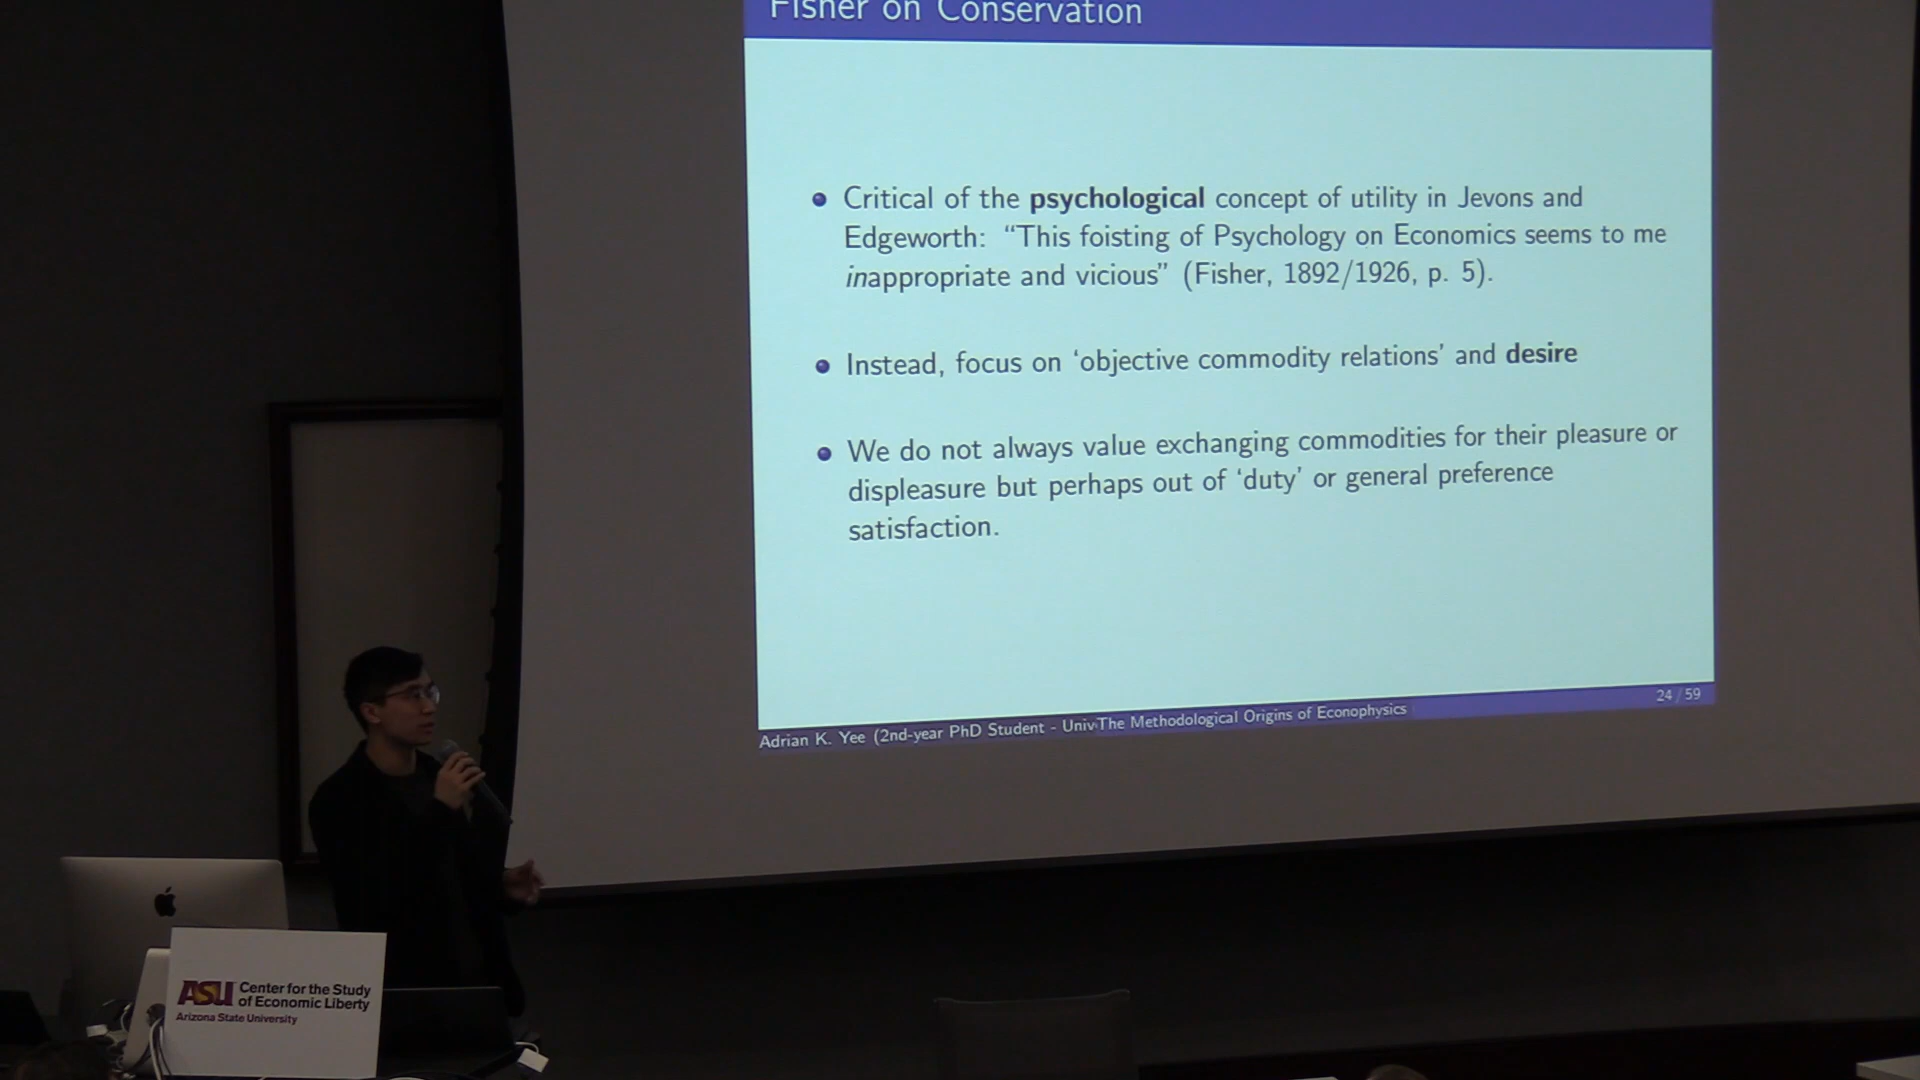 Fisher on Conservation
Critical of the psychological concept of utility in Jevons and
Edgeworth: “This foisting of Psychology on Economics seems to me
inappropriate and vicious” (Fisher, 1892/1926, p. 5).
Instead, focus on ‘objective commodity relations’ and desire
We do not always value exchanging commodities for their pleasure or
displeasure but perhaps out of ‘duty’ or general preference
satisfaction.
24 / 59
Adrian K. Yee (2nd-year PhD Student - Univ The Methodological Origins of Econophysics
ASU Center for the Study
of Economic Liberty
Arizona State University